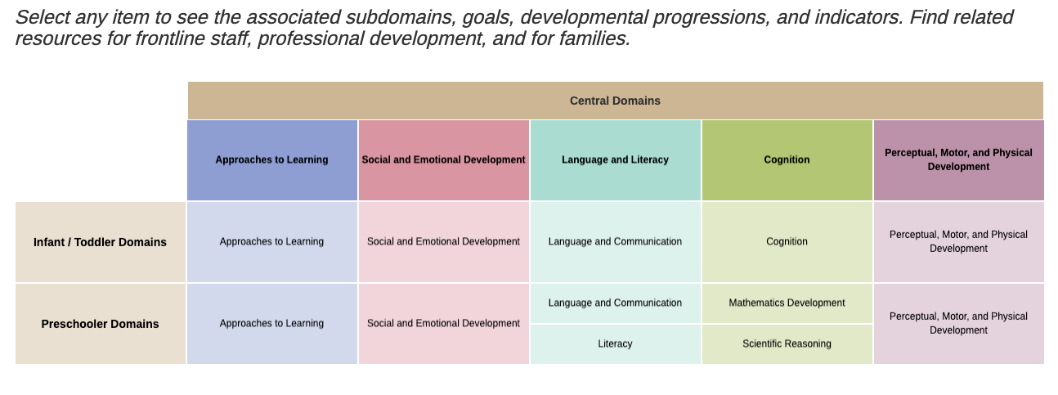 Select any item to see the associated subdomains, goals, developmental progressions, and indicators. Find related
resources for frontline staff, professional development, and for families.
Central Domains
Approaches to Learning
Social and Emotional Development
Language and Literacy
Cognition
Perceptual, Motor, and Physical
Development
Infant / Toddler Domains
Approaches to Learning
Social and Emotional Development
Language and Communication
Cognition
Perceptual, Motor, and Physical
Development
Preschooler Domains
Approaches to Learning
Social and Emotional Development
Language and Communication
Literacy
Mathematics Development
Scientific Reasoning
Perceptual, Motor, and Physical
Development